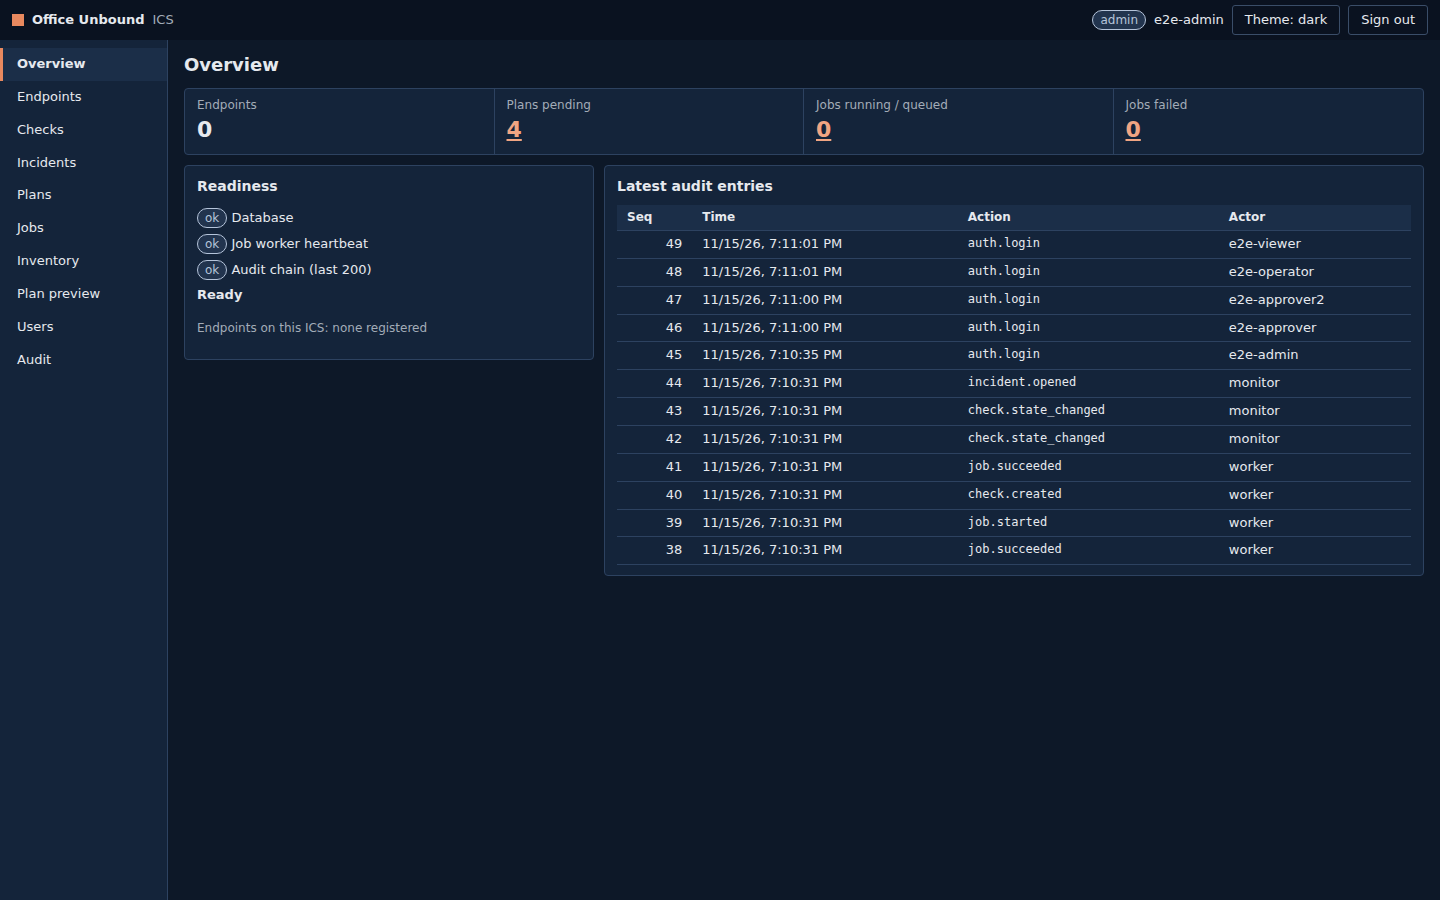 Office Unbound ICS
admin e2e-admin Theme: dark Sign out
Overview
Endpoints
Checks
Incidents
Plans
Jobs
Inventory
Plan preview
Users
Audit
Overview
Endpoints
0
Plans pending
4
Jobs running / queued
0
Jobs failed
0
Readiness
ok Database
ok Job worker heartbeat
ok Audit chain (last 200)
Ready
Endpoints on this ICS: none registered
Latest audit entries
Seq Time Action Actor
49 11/15/26, 7:11:01 PM auth.login e2e-viewer
48 11/15/26, 7:11:01 PM auth.login e2e-operator
47 11/15/26, 7:11:00 PM auth.login e2e-approver2
46 11/15/26, 7:11:00 PM auth.login e2e-approver
45 11/15/26, 7:10:35 PM auth.login e2e-admin
44 11/15/26, 7:10:31 PM incident.opened monitor
43 11/15/26, 7:10:31 PM check.state_changed monitor
42 11/15/26, 7:10:31 PM check.state_changed monitor
41 11/15/26, 7:10:31 PM job.succeeded worker
40 11/15/26, 7:10:31 PM check.created worker
39 11/15/26, 7:10:31 PM job.started worker
38 11/15/26, 7:10:31 PM job.succeeded worker